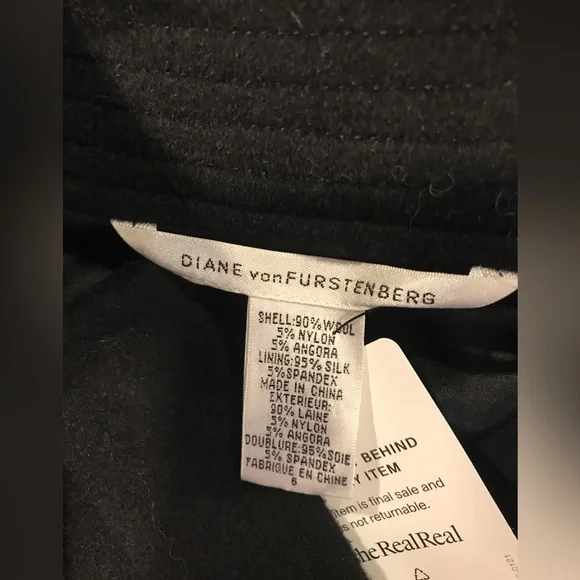 DIANE vonFURSTENBERG
SHELL:90% WOOL
5% NYLON
5% ANGORA
LINING:95% SILK
5%SPANDEX
MADE IN CHINA
EXTERIEUR:
90% LAINE
5% NYLON
5% ANGORA
DOUBLURE:95%SOIE
5% SPANDEX
FABRIQUE EN CHINE
6
BEHIND
ITEM
item is final sale and
not returnable.
heRealReal